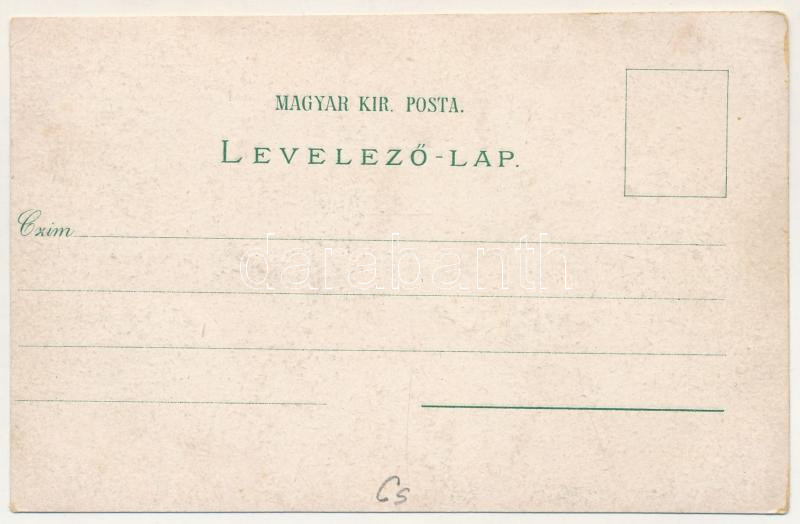 MAGYAR KIR. POSTA.
LEVELEZŐ-LAP.
Czim
darabanth
Cs